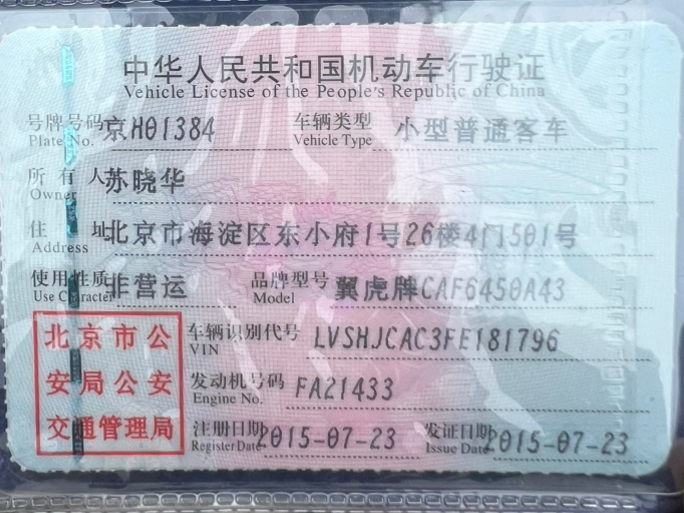 中华人民共和国机动车行驶证
Vehicle License of the People's Republic of China
号牌号码 京H01384 车辆类型 小型普通客车
Plate No. Vehicle Type
所有人 苏晓华
Owner
住址 北京市海淀区东小府1号26楼4门501号
Address
使用性质 非营运 品牌型号 翼虎牌CAF6450A43
Use Character Model
北京市公
安局公安
交通管理局
车辆识别代号 LVSHJCAC3FE181796
VIN
发动机号码 FA21433
Engine No.
注册日期 2015-07-23 发证日期 2015-07-23
Register Date Issue Date